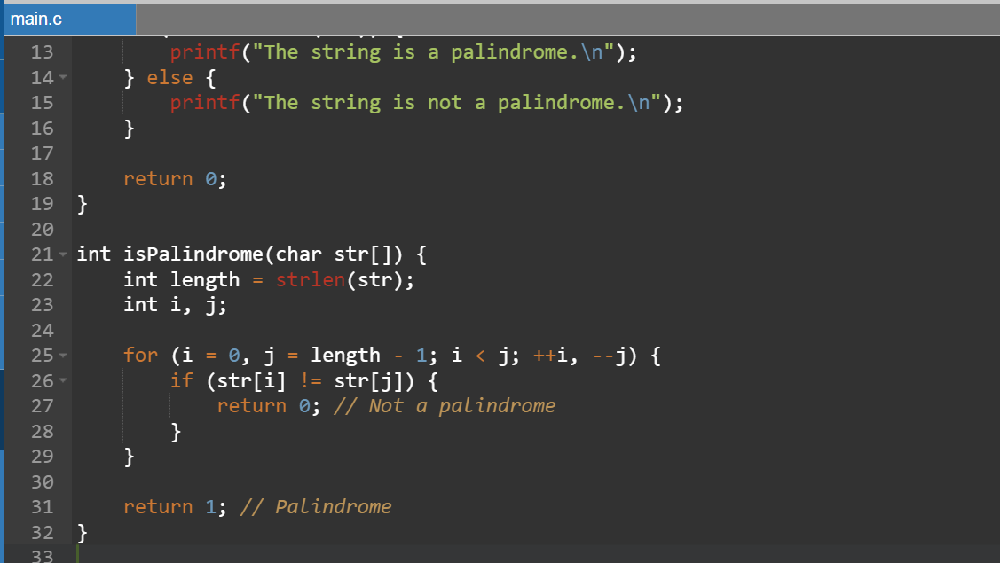 main.c
13 printf("The string is a palindrome.\n");
14 } else {
15 printf("The string is not a palindrome.\n");
16 }
17
18 return 0;
19 }
20
21 int isPalindrome(char str[]) {
22 int length = strlen(str);
23 int i, j;
24
25 for (i = 0, j = length - 1; i < j; ++i, --j) {
26 if (str[i] != str[j]) {
27 return 0; // Not a palindrome
28 }
29 }
30
31 return 1; // Palindrome
32 }
33